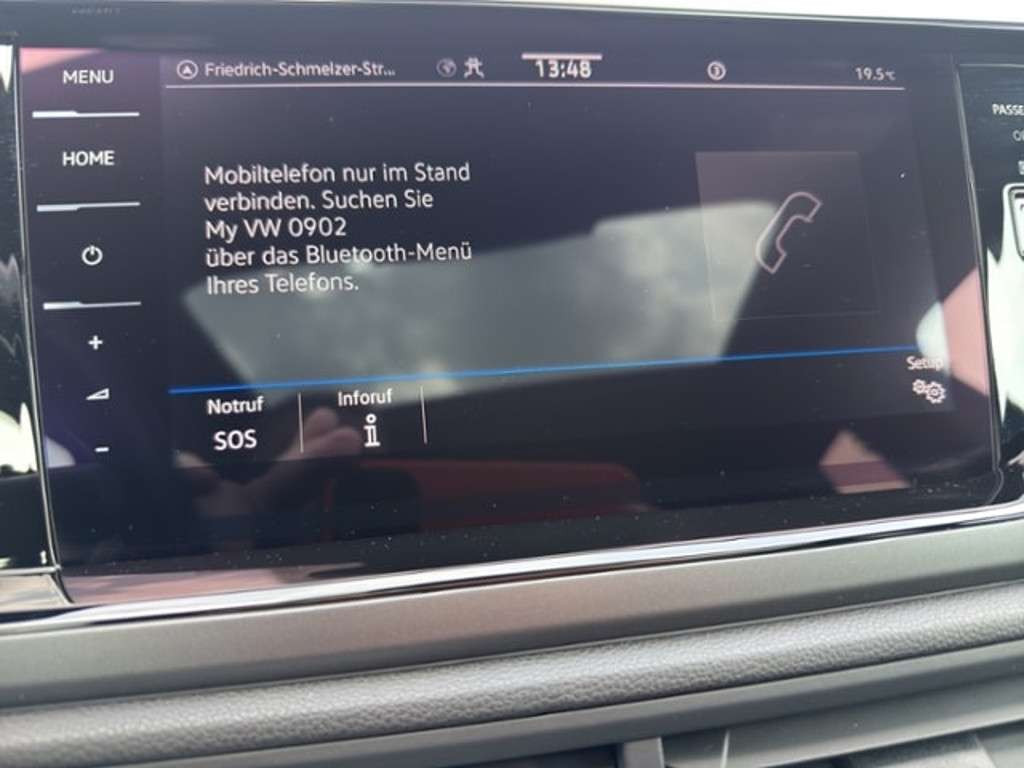 MENU
HOME
Friedrich-Schmelzer-Str...
13:48
19.5°C
Mobiltelefon nur im Stand
verbinden. Suchen Sie
My VW 0902
über das Bluetooth-Menü
Ihres Telefons.
Notruf
SOS
Inforuf
i
Setup
+
-
PASSE